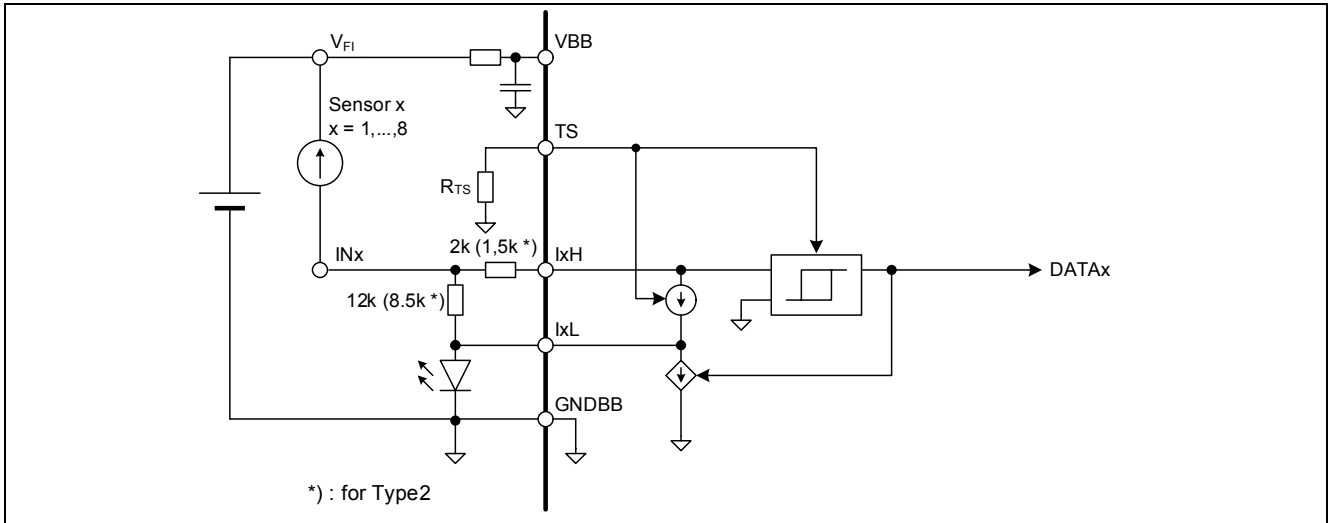 V_FI
VBB
Sensor x
x = 1,...,8
TS
R_TS
INx
2k (1,5k *)
IxH
DATAx
12k (8.5k *)
IxL
GNDBB
*) : for Type2